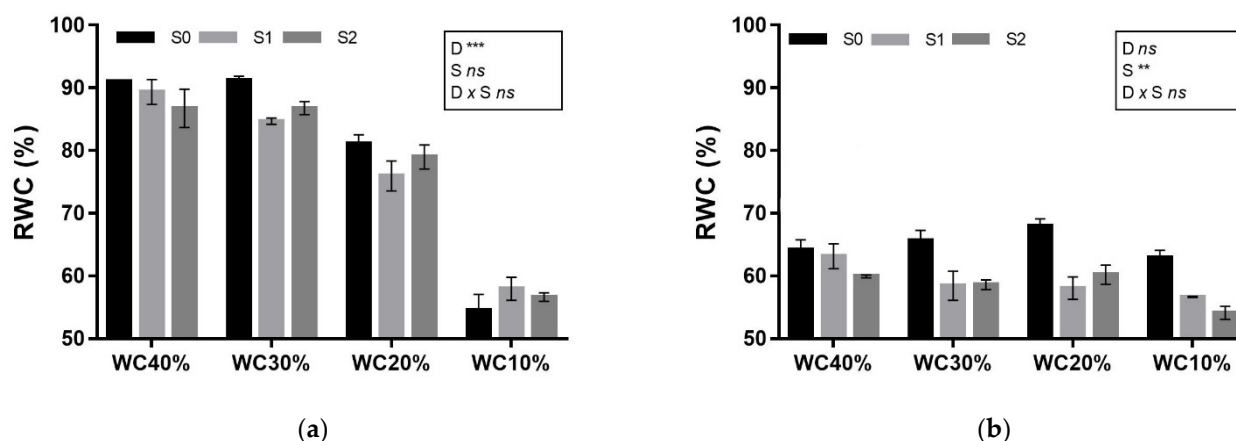 100
90
80
70
60
50
RWC (%)
S0 S1 S2
D ***
S ns
D x S ns
WC40% WC30% WC20% WC10%
(a)
100
90
80
70
60
50
RWC (%)
S0 S1 S2
D ns
S **
D x S ns
WC40% WC30% WC20% WC10%
(b)